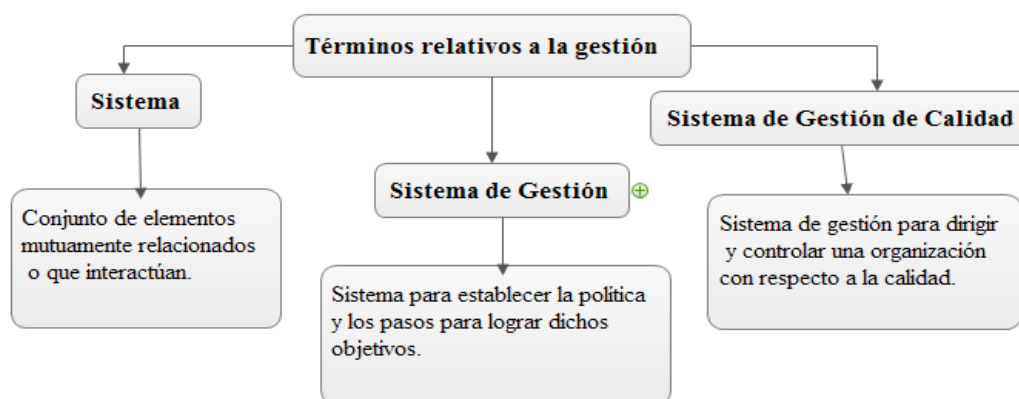 Términos relativos a la gestión
Sistema
Conjunto de elementos
mutuamente relacionados
o que interactúan.
Sistema de Gestión
Sistema para establecer la política
y los pasos para lograr dichos
objetivos.
Sistema de Gestión de Calidad
Sistema de gestión para dirigir
y controlar una organización
con respecto a la calidad.